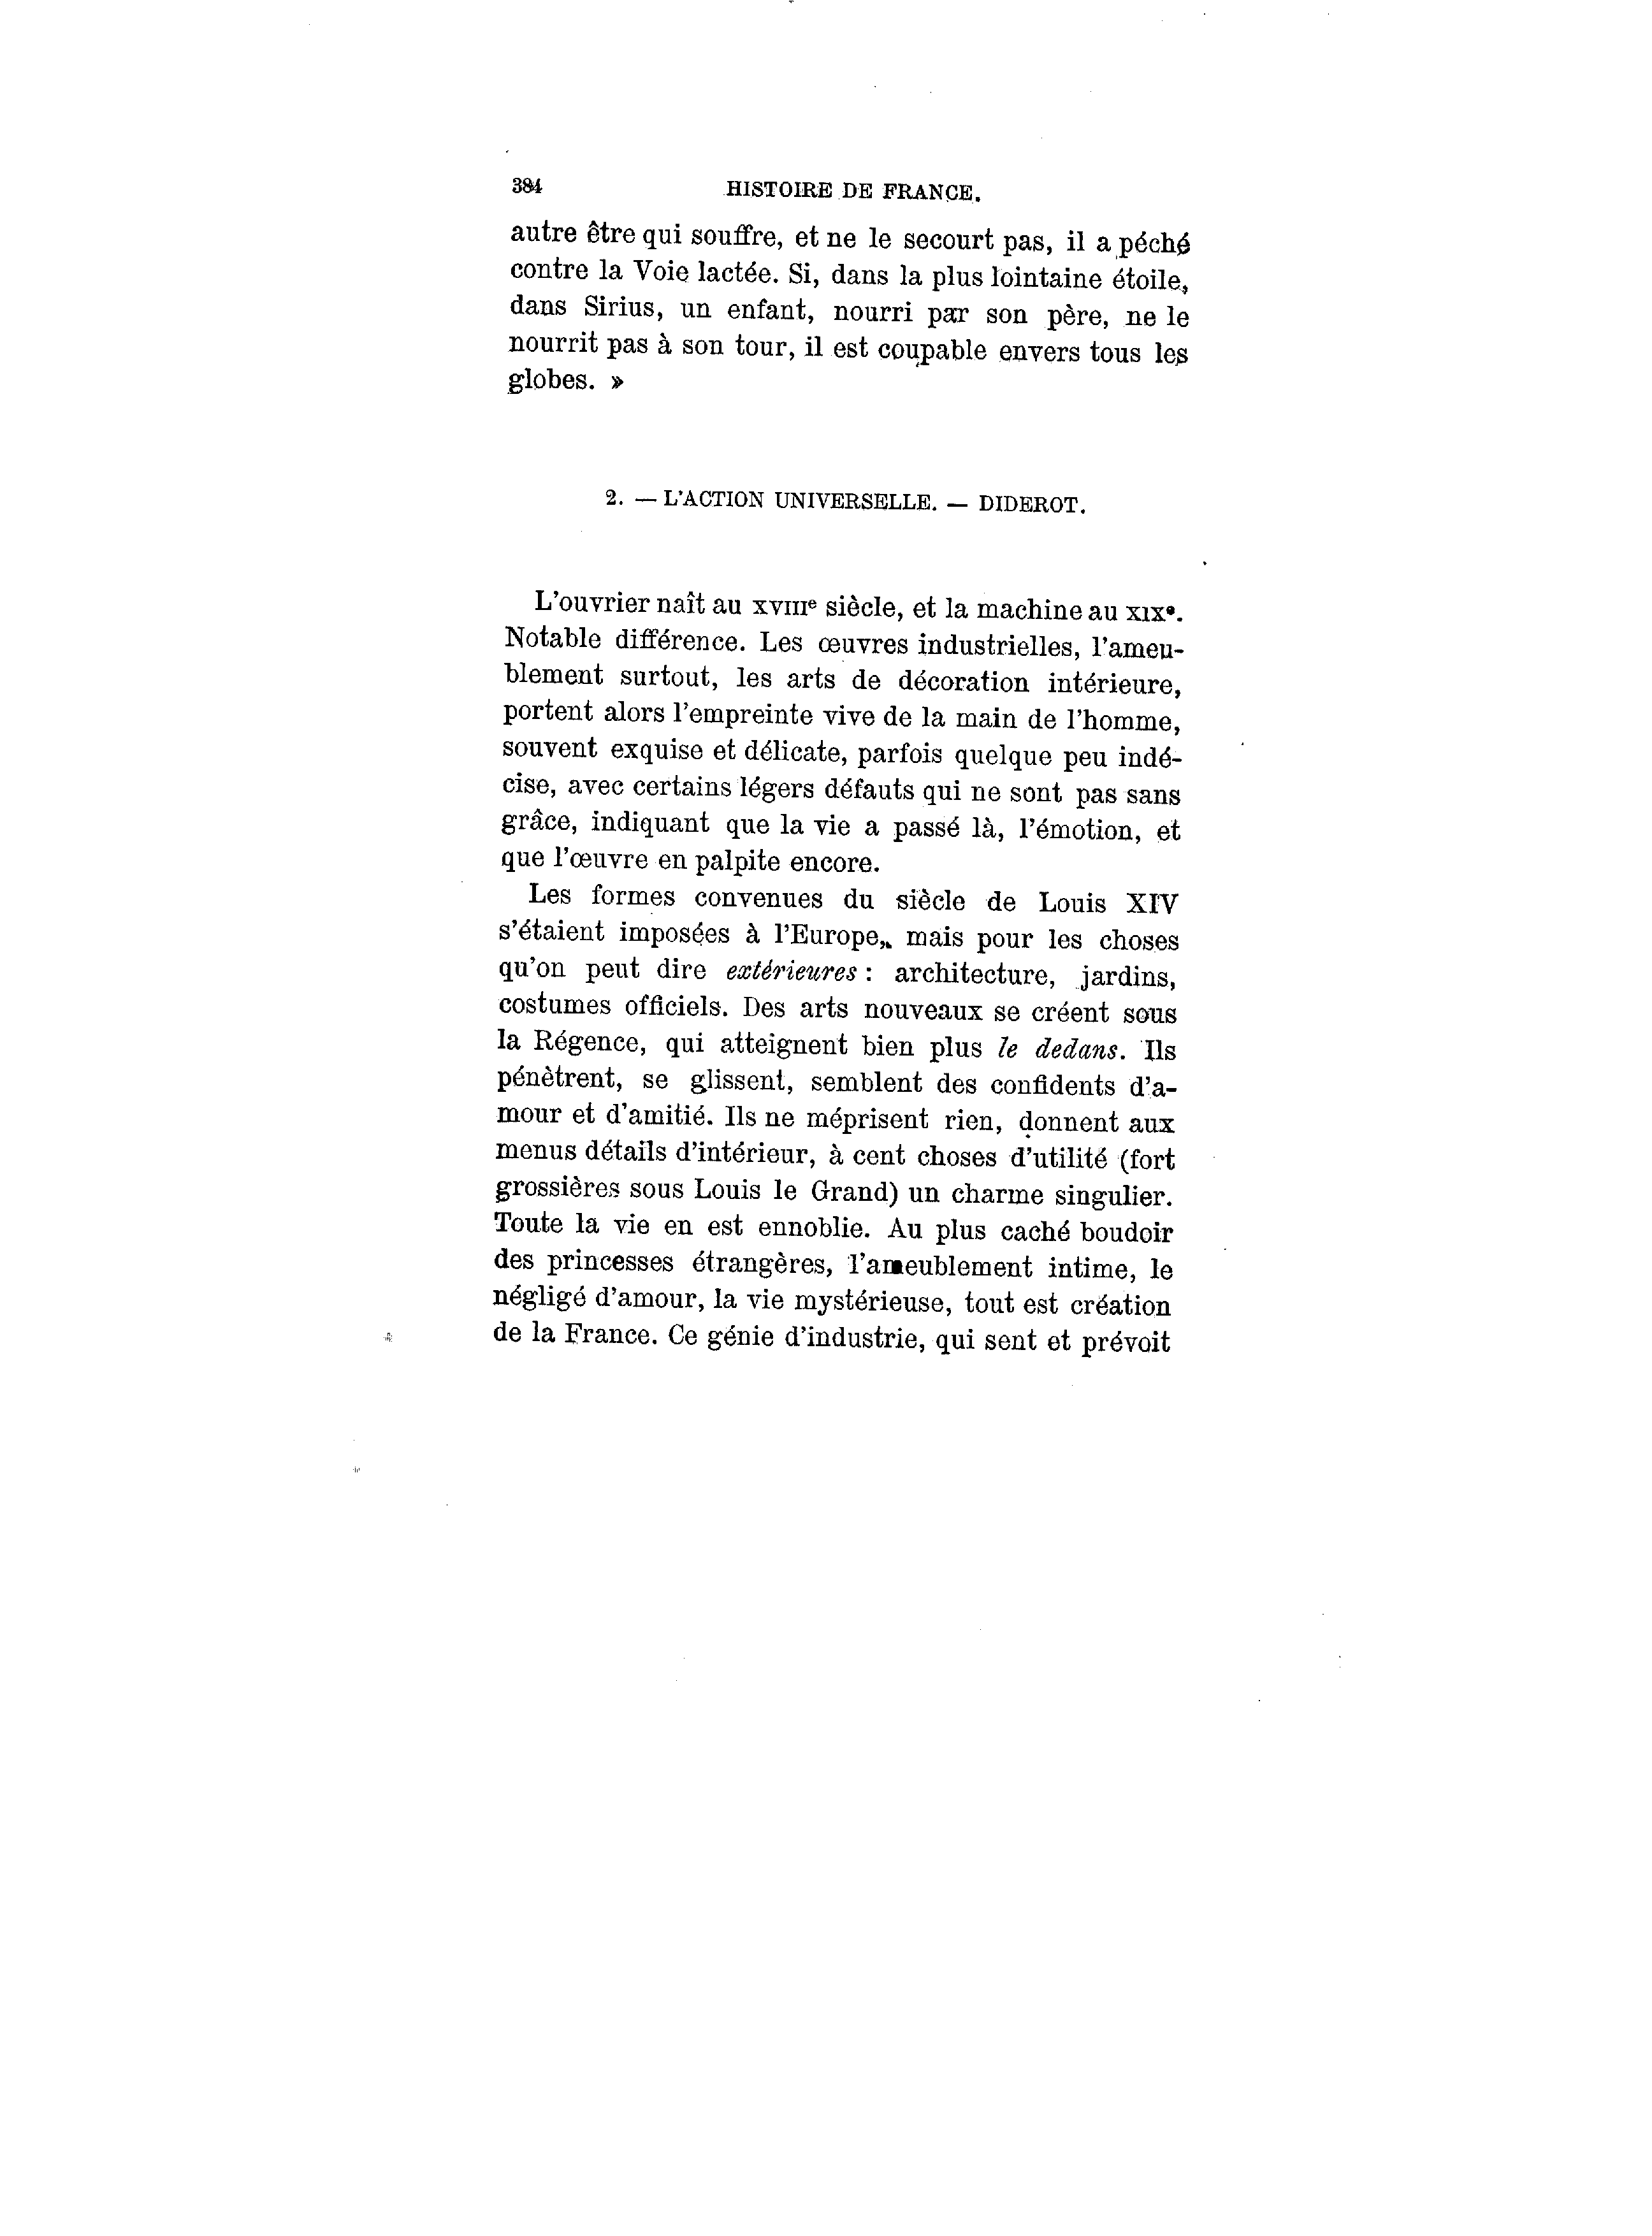 384
HISTOIRE DE FRANCE.
autre être qui souffre, et ne le secourt pas, il a péché
contre la Voie lactée. Si, dans la plus lointaine étoile,
dans Sirius, un enfant, nourri par son père, ne le
nourrit pas à son tour, il est coupable envers tous les
globes. »
2. — L'ACTION UNIVERSELLE. — DIDEROT.
L'ouvrier naît au XVIIIe siècle, et la machine au XIXe.
Notable différence. Les œuvres industrielles, l'ameu-
blement surtout, les arts de décoration intérieure,
portent alors l'empreinte vive de la main de l'homme,
souvent exquise et délicate, parfois quelque peu indé-
cise, avec certains légers défauts qui ne sont pas sans
grâce, indiquant que la vie a passé là, l'émotion, et
que l'œuvre en palpite encore.
Les formes convenues du siècle de Louis XIV
s'étaient imposées à l'Europe, mais pour les choses
qu'on peut dire extérieures : architecture, jardins,
costumes officiels. Des arts nouveaux se créent sous
la Régence, qui atteignent bien plus le dedans. Ils
pénètrent, se glissent, semblent des confidents d'a-
mour et d'amitié. Ils ne méprisent rien, donnent aux
menus détails d'intérieur, à cent choses d'utilité (fort
grossières sous Louis le Grand) un charme singulier.
Toute la vie en est ennoblie. Au plus caché boudoir
des princesses étrangères, l'ameublement intime, le
négligé d'amour, la vie mystérieuse, tout est création
de la France. Ce génie d'industrie, qui sent et prévoit